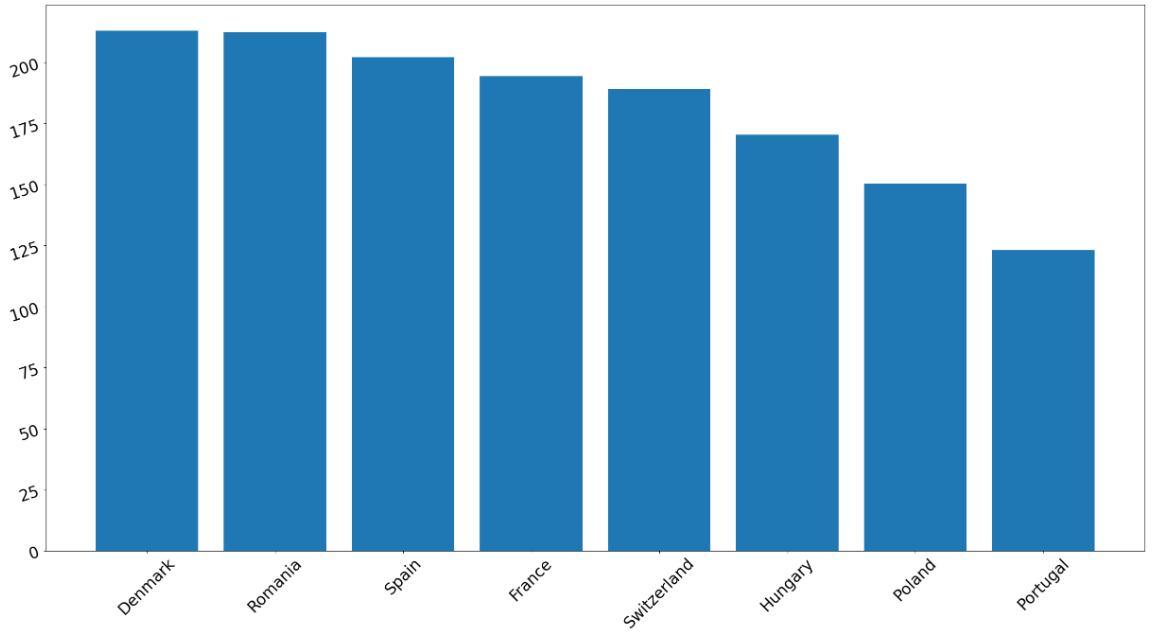 200
175
150
125
100
75
50
25
0
Denmark
Romania
Spain
France
Switzerland
Hungary
Poland
Portugal